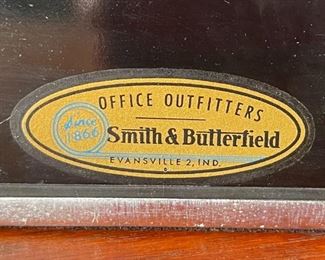 OFFICE OUTFITTERS
since
1866
Smith & Butterfield
EVANSVILLE 2, IND.